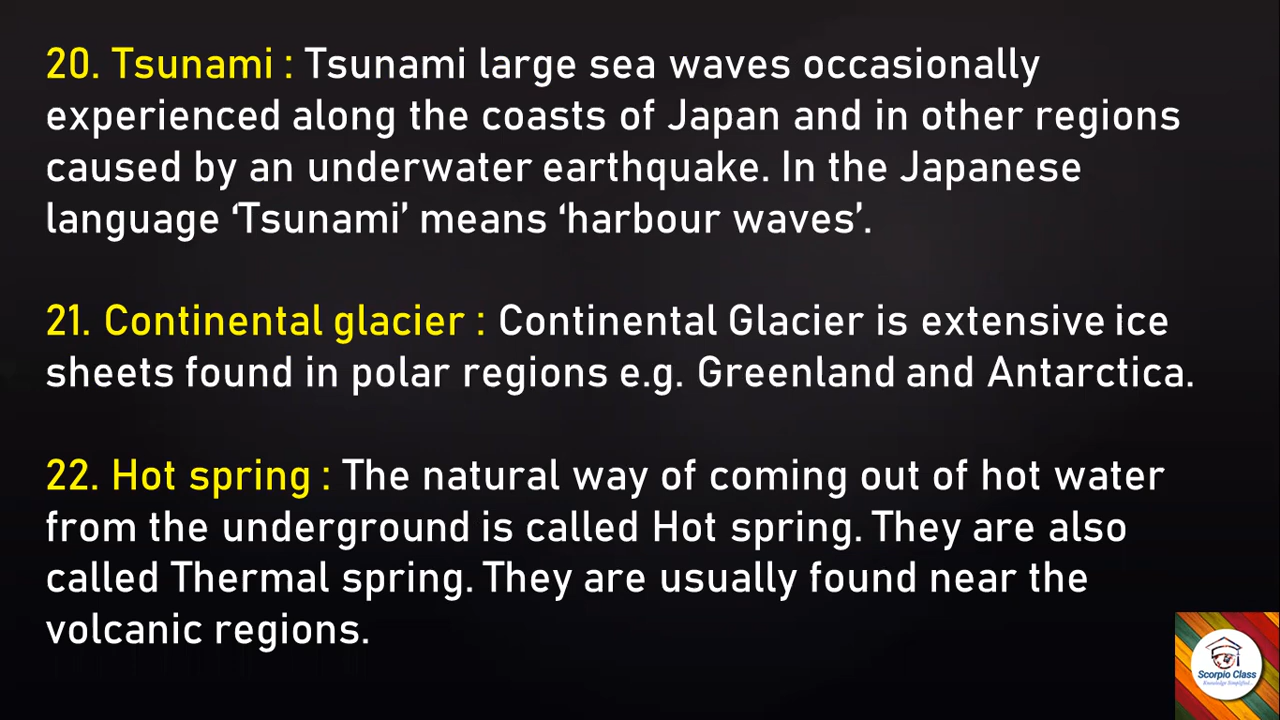 20. Tsunami : Tsunami large sea waves occasionally
experienced along the coasts of Japan and in other regions
caused by an underwater earthquake. In the Japanese
language ‘Tsunami’ means ‘harbour waves’.
21. Continental glacier : Continental Glacier is extensive ice
sheets found in polar regions e.g. Greenland and Antarctica.
22. Hot spring : The natural way of coming out of hot water
from the underground is called Hot spring. They are also
called Thermal spring. They are usually found near the
volcanic regions.
Scorpio Class
Knowledge Simplified...